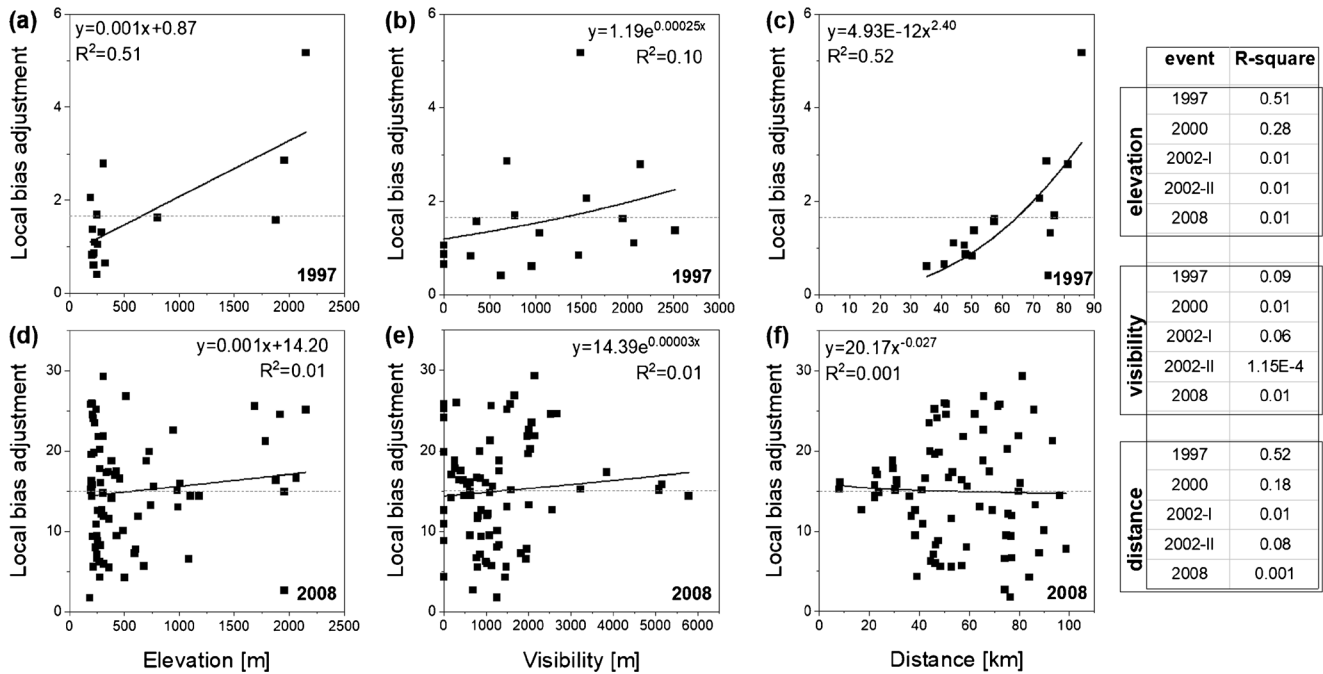 (a)
y=0.001x+0.87
R²=0.51
Local bias adjustment
6
4
2
0
0 500 1000 1500 2000 2500
1997
(b)
y=1.19e^0.00025x
R²=0.10
Local bias adjustment
6
4
2
0
0 500 1000 1500 2000 2500 3000
1997
(c)
y=4.93E-12x^2.40
R²=0.52
Local bias adjustment
6
4
2
0
0 10 20 30 40 50 60 70 80 90
1997
(d)
y=0.001x+14.20
R²=0.01
Local bias adjustment
30
20
10
0
0 500 1000 1500 2000 2500
2008
Elevation [m]
(e)
y=14.39e^0.00003x
R²=0.01
Local bias adjustment
30
20
10
0
0 1000 2000 3000 4000 5000 6000
2008
Visibility [m]
(f)
y=20.17x^-0.027
R²=0.001
Local bias adjustment
30
20
10
0
0 20 40 60 80 100
2008
Distance [km]
event R-square
elevation
1997 0.51
2000 0.28
2002-I 0.01
2002-II 0.01
2008 0.01
visibility
1997 0.09
2000 0.01
2002-I 0.06
2002-II 1.15E-4
2008 0.01
distance
1997 0.52
2000 0.18
2002-I 0.01
2002-II 0.08
2008 0.001